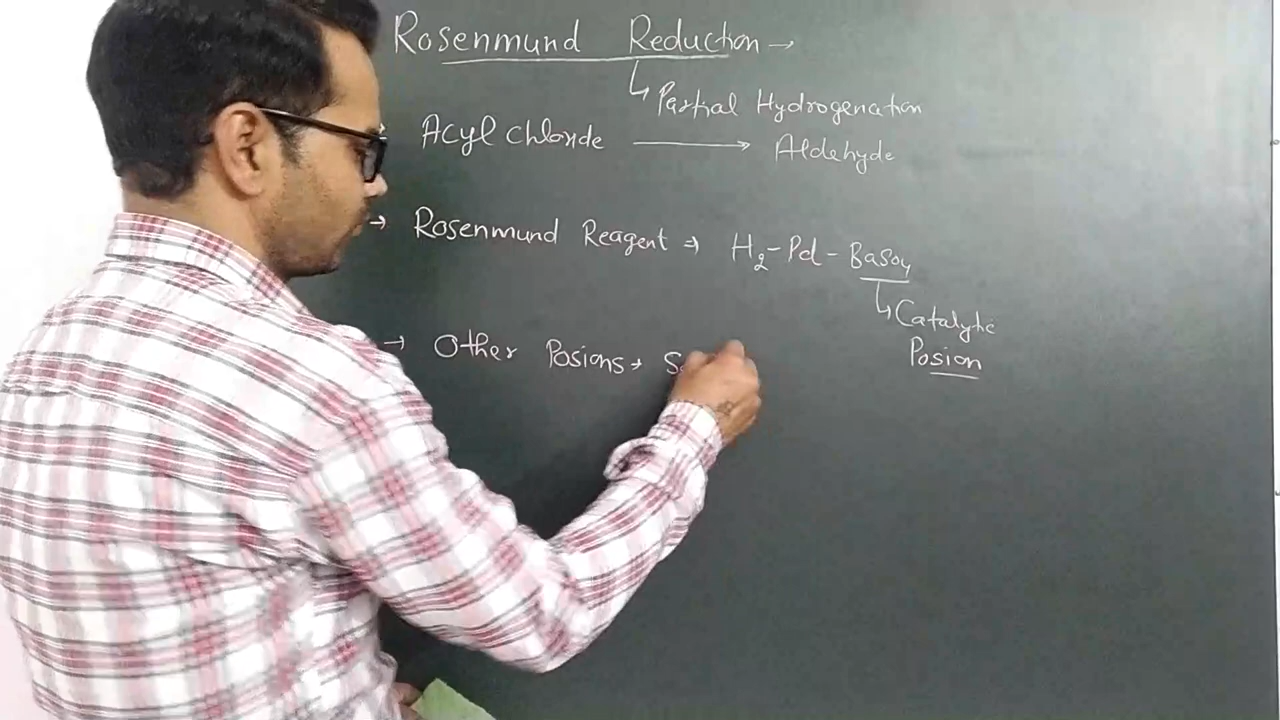 Rosenmund Reduction →
↳ Partial Hydrogenation
Acyl Chloride → Aldehyde
→ Rosenmund Reagent ⇒ H₂-Pd-BaSO₄
↳ Catalytic
Posion
→ Other Posions → S